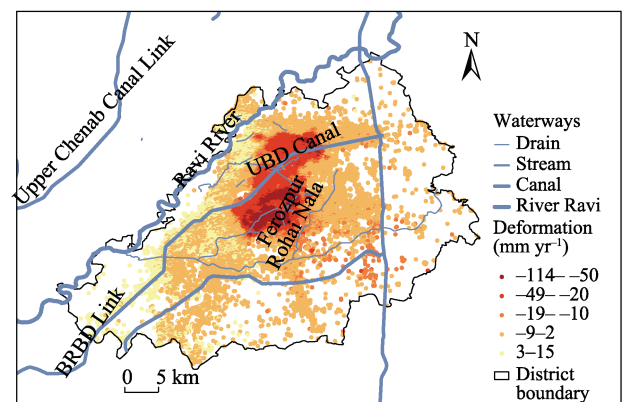 N
Upper Chenab Canal Link
Ravi River
UBD Canal
Ferozpur
Rohai Nala
BRBD Link
0 5 km
Waterways
Drain
Stream
Canal
River Ravi
Deformation
(mm yr⁻¹)
−114– −50
−49– −20
−19– −10
−9–2
3–15
District
boundary